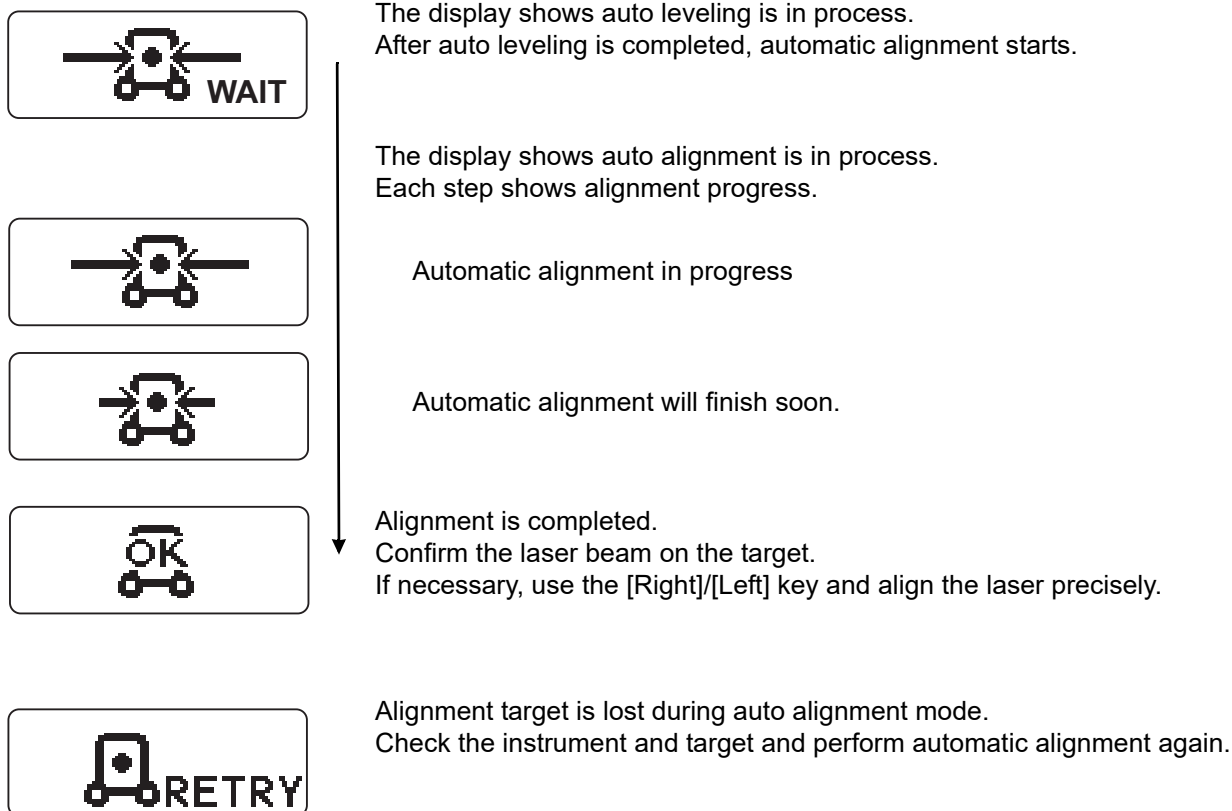 The display shows auto leveling is in process.
After auto leveling is completed, automatic alignment starts.
WAIT
The display shows auto alignment is in process.
Each step shows alignment progress.
Automatic alignment in progress
Automatic alignment will finish soon.
OK
Alignment is completed.
Confirm the laser beam on the target.
If necessary, use the [Right]/[Left] key and align the laser precisely.
RETRY
Alignment target is lost during auto alignment mode.
Check the instrument and target and perform automatic alignment again.